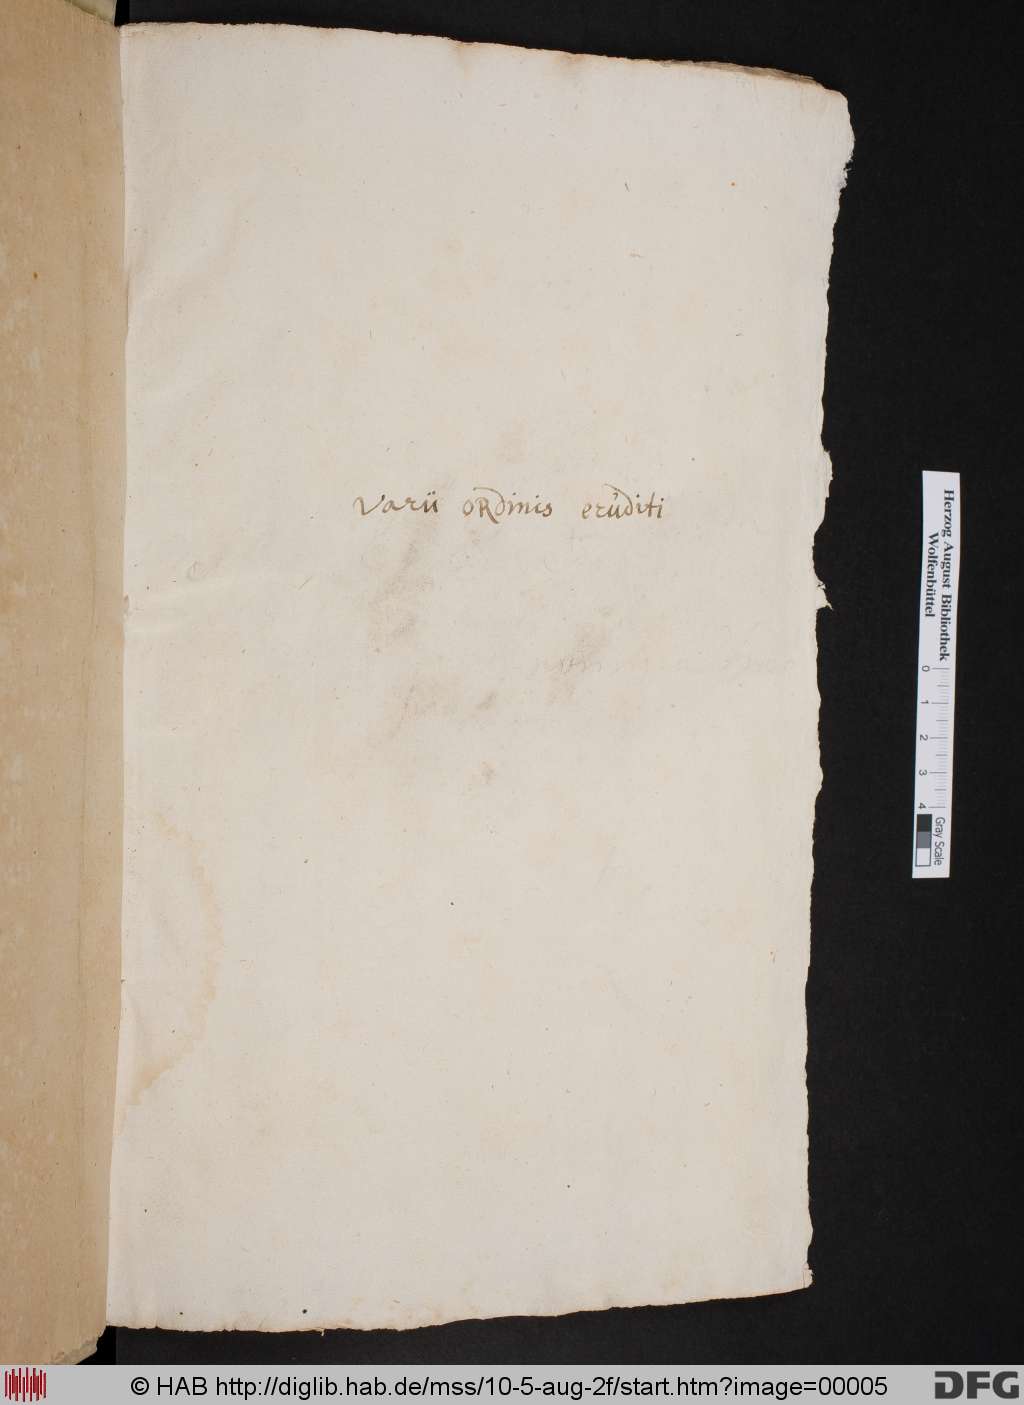 Varii oRdinis erŭditi
Herzog August Bibliothek
Wolfenbüttel
0 1 2 3 4
Gray Scale
© HAB http://diglib.hab.de/mss/10-5-aug-2f/start.htm?image=00005
DFG